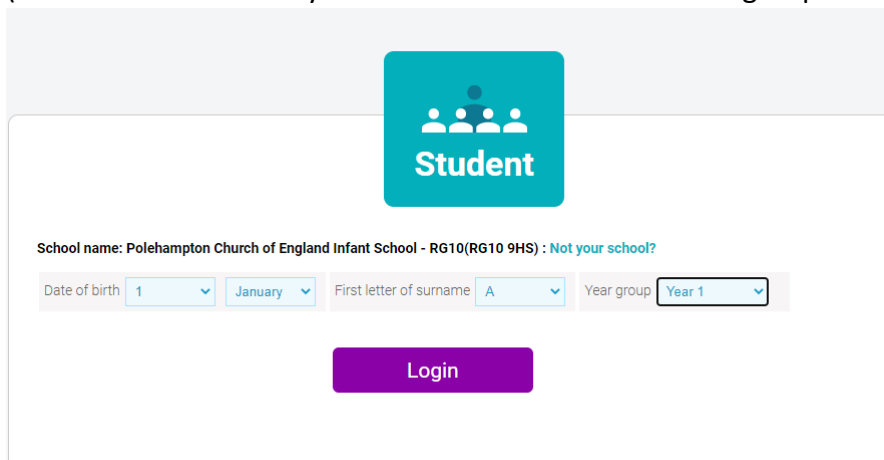 Student
School name: Polehampton Church of England Infant School - RG10(RG10 9HS) : Not your school?
Date of birth 1 January First letter of surname A Year group Year 1
Login